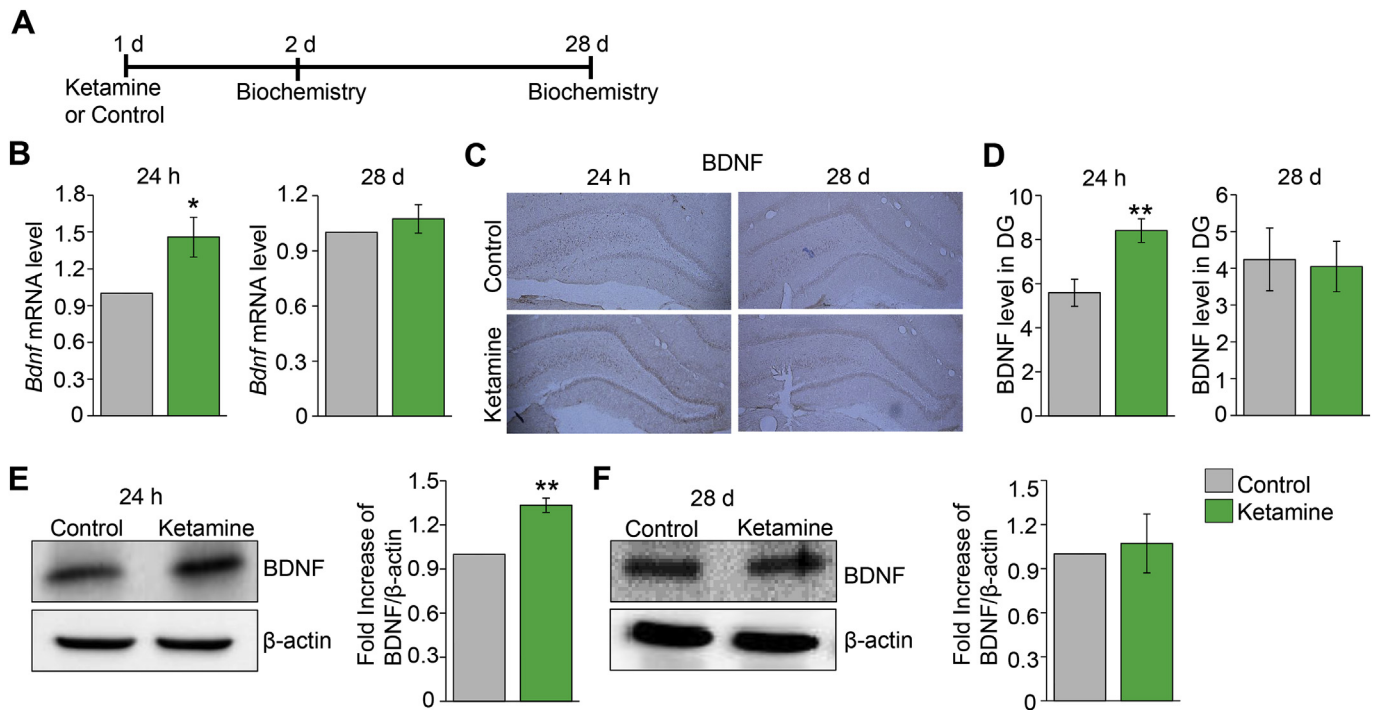 A
1 d
2 d
28 d
Ketamine
or Control
Biochemistry
Biochemistry
B
24 h
Bdnf mRNA level
1.8
1.5
1.2
0.9
0.6
0.3
0
*
28 d
Bdnf mRNA level
1.2
0.9
0.6
0.3
0
C
BDNF
24 h
28 d
Control
Ketamine
D
24 h
BDNF level in DG
10
8
6
4
2
0
**
28 d
BDNF level in DG
6
5
4
3
2
1
0
E
24 h
Control
Ketamine
BDNF
β-actin
Fold Increase of
BDNF/β-actin
1.5
1.2
0.9
0.6
0.3
0
**
F
28 d
Control
Ketamine
BDNF
β-actin
Fold Increase of
BDNF/β-actin
1.5
1.2
0.9
0.6
0.3
0
Control
Ketamine